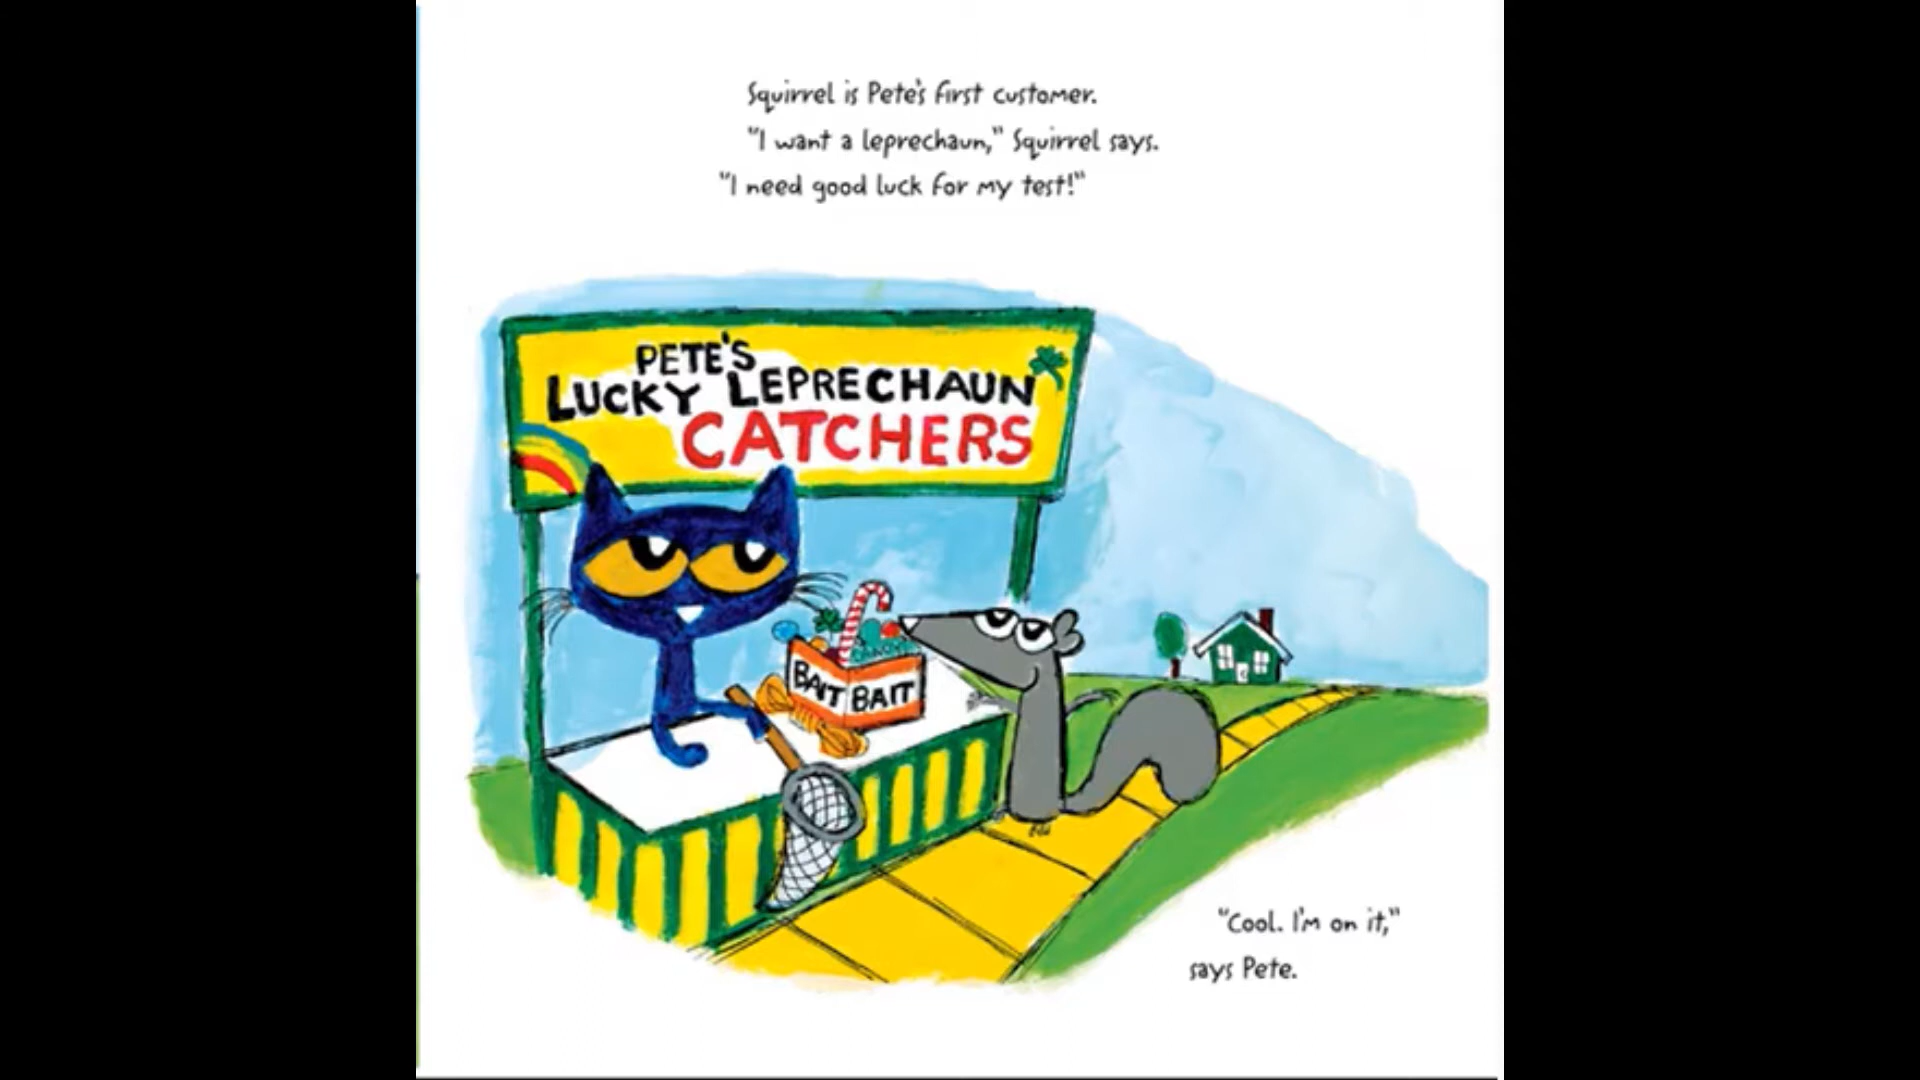 Squirrel is Pete's first customer.
"I want a leprechaun," Squirrel says.
"I need good luck for my test!"
PETE'S
LUCKY LEPRECHAUN
CATCHERS
BAIT BAIT
"Cool. I'm on it,"
says Pete.